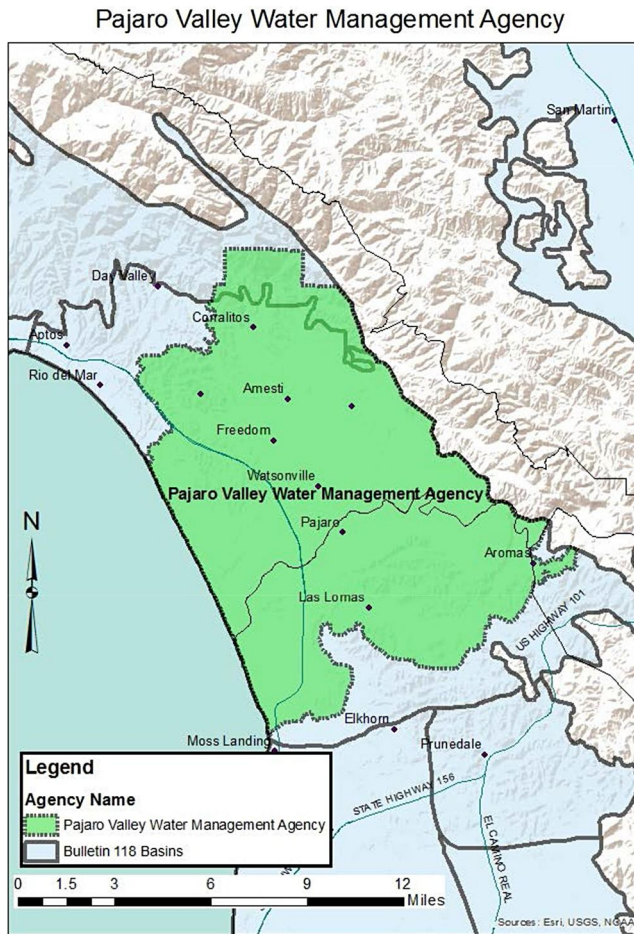 Pajaro Valley Water Management Agency
San Martin
Day Valley
Corralitos
Aptos
Rio del Mar
Amesti
Freedom
Watsonville
Pajaro Valley Water Management Agency
N
Pajaro
Aromas
Las Lomas
US HIGHWAY 101
Elkhorn
Moss Landing
Prunedale
STATE HIGHWAY 156
EL CAMINO REAL
Legend
Agency Name
Pajaro Valley Water Management Agency
Bulletin 118 Basins
0 1.5 3 6 9 12
Miles
Sources: Esri, USGS, NOAA